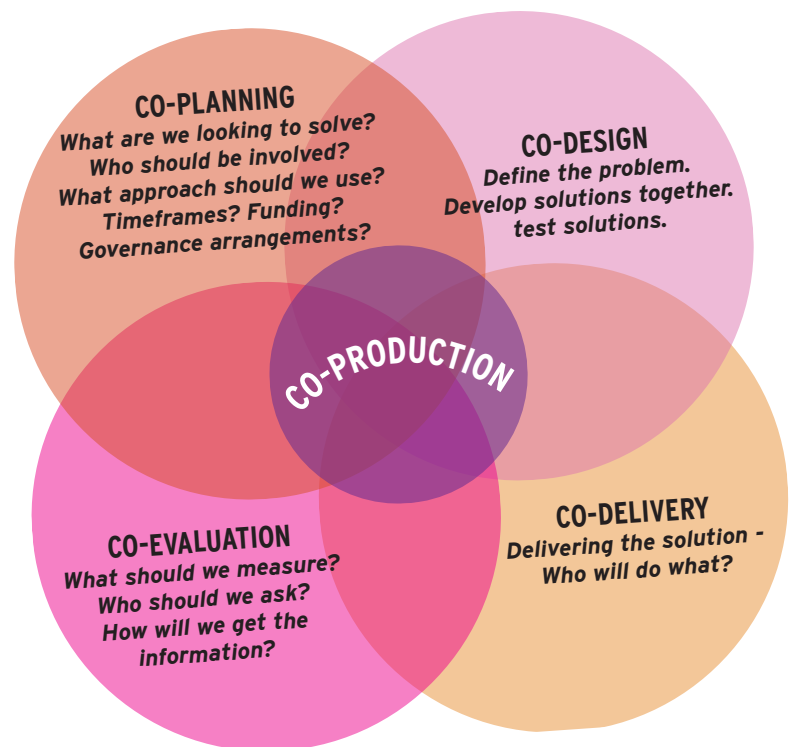 CO-PLANNING
What are we looking to solve?
Who should be involved?
What approach should we use?
Timeframes? Funding?
Governance arrangements?
CO-DESIGN
Define the problem.
Develop solutions together.
test solutions.
CO-PRODUCTION
CO-EVALUATION
What should we measure?
Who should we ask?
How will we get the
information?
CO-DELIVERY
Delivering the solution -
Who will do what?